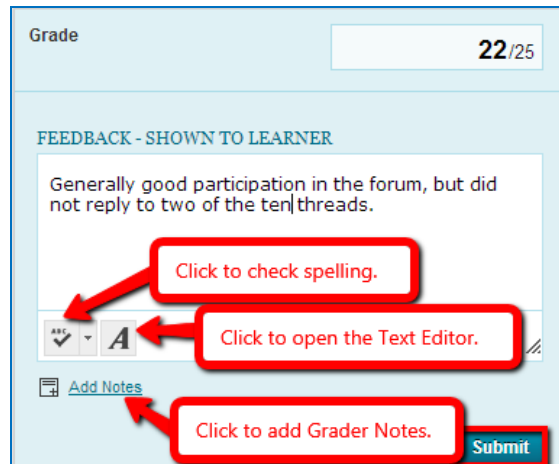 Grade
22/25
FEEDBACK - SHOWN TO LEARNER
Generally good participation in the forum, but did
not reply to two of the ten threads.
Click to check spelling.
ABC
A
Click to open the Text Editor.
Add Notes
Click to add Grader Notes.
Submit